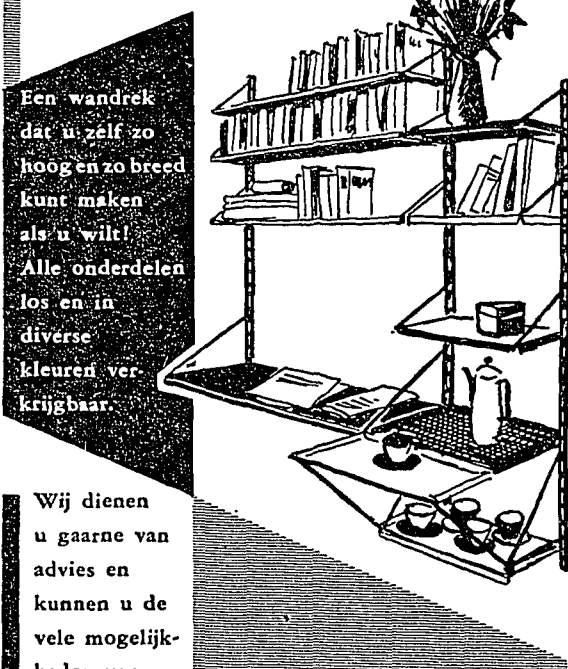 Een wandrek
dat u zelf zo
hoog en zo breed
kunt maken
als u wilt!
Alle onderdelen
los en in
diverse
kleuren ver-
krijgbaar.
Wij dienen
u gaarne van
advies en
kunnen u de
vele mogelijk-